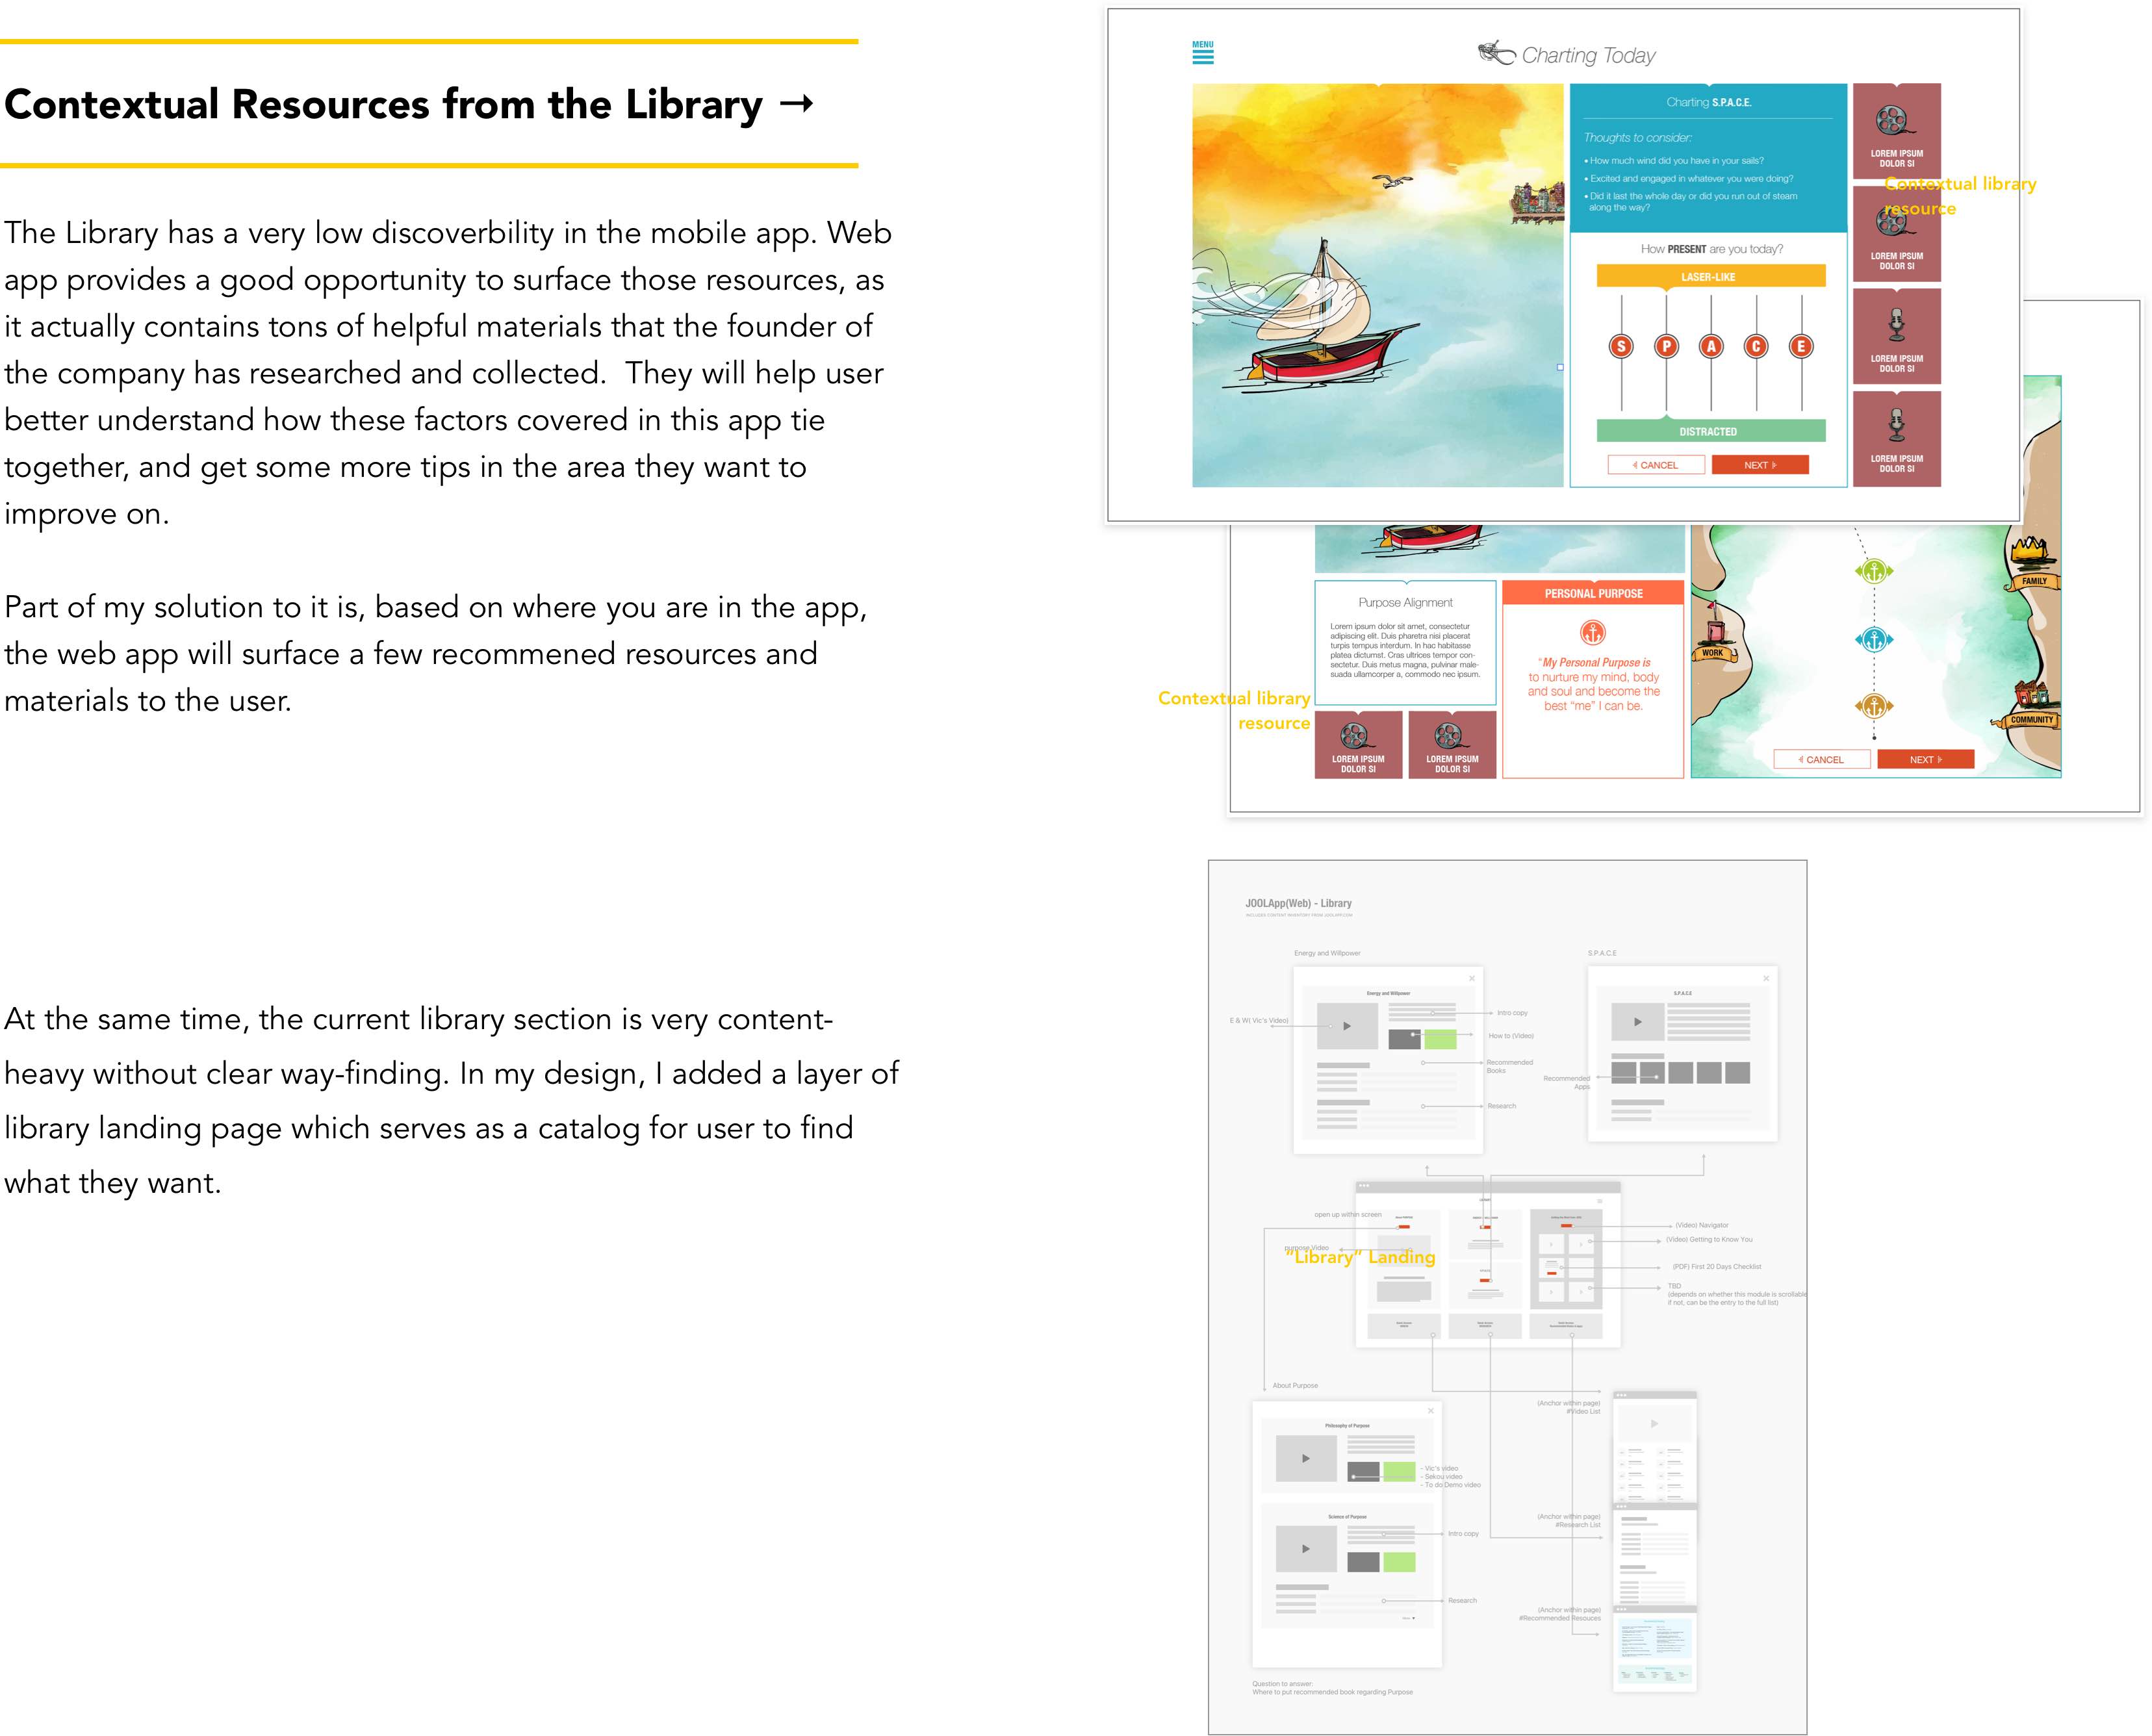 Contextual Resources from the Library →
The Library has a very low discoverbility in the mobile app. Web
app provides a good opportunity to surface those resources, as
it actually contains tons of helpful materials that the founder of
the company has researched and collected.  They will help user
better understand how these factors covered in this app tie
together, and get some more tips in the area they want to
improve on.
Part of my solution to it is, based on where you are in the app,
the web app will surface a few recommened resources and
materials to the user.
At the same time, the current library section is very content-
heavy without clear way-finding. In my design, I added a layer of
library landing page which serves as a catalog for user to find
what they want.
MENU
Charting Today
Charting S.P.A.C.E.
Thoughts to consider:
• How much wind did you have in your sails?
• Excited and engaged in whatever you were doing?
• Did it last the whole day or did you run out of steam
along the way?
How PRESENT are you today?
LASER-LIKE
S P A C E
DISTRACTED
CANCEL
NEXT
LOREM IPSUM
DOLOR SI
Contextual library
resource
LOREM IPSUM
DOLOR SI
LOREM IPSUM
DOLOR SI
LOREM IPSUM
DOLOR SI
Purpose Alignment
Lorem ipsum dolor sit amet, consectetur
adipiscing elit. Duis pharetra nisi placerat
turpis tempus interdum. In hac habitasse
platea dictumst. Cras ultrices tempor con-
sectetur. Duis metus magna, pulvinar male-
suada ullamcorper a, commodo nec ipsum.
Contextual library
resource
LOREM IPSUM
DOLOR SI
LOREM IPSUM
DOLOR SI
PERSONAL PURPOSE
“My Personal Purpose is
to nurture my mind, body
and soul and become the
best “me” I can be.
FAMILY
WORK
COMMUNITY
CANCEL
NEXT
JOOLApp(Web) - Library
INCLUDES CONTENT INVENTORY FROM JOOLAPP.COM
Energy and Willpower
Energy and Willpower
E & W( Vic's Video)
Intro copy
How to (Video)
Recommended
Books
Research
S.P.A.C.E
S.P.A.C.E
Recommended
Apps
open up within screen
purpose Video
“Library” Landing
(Video) Navigator
(Video) Getting to Know You
(PDF) First 20 Days Checklist
TBD
(depends on whether this module is scrollable
if not, can be the entry to the full list)
About Purpose
Philosophy of Purpose
– Vic's video
– Sekou video
– To do Demo video
Science of Purpose
Intro copy
Research
(Anchor within page)
#Video List
(Anchor within page)
#Research List
(Anchor within page)
#Recommended Resouces
Question to answer:
Where to put recommended book regarding Purpose